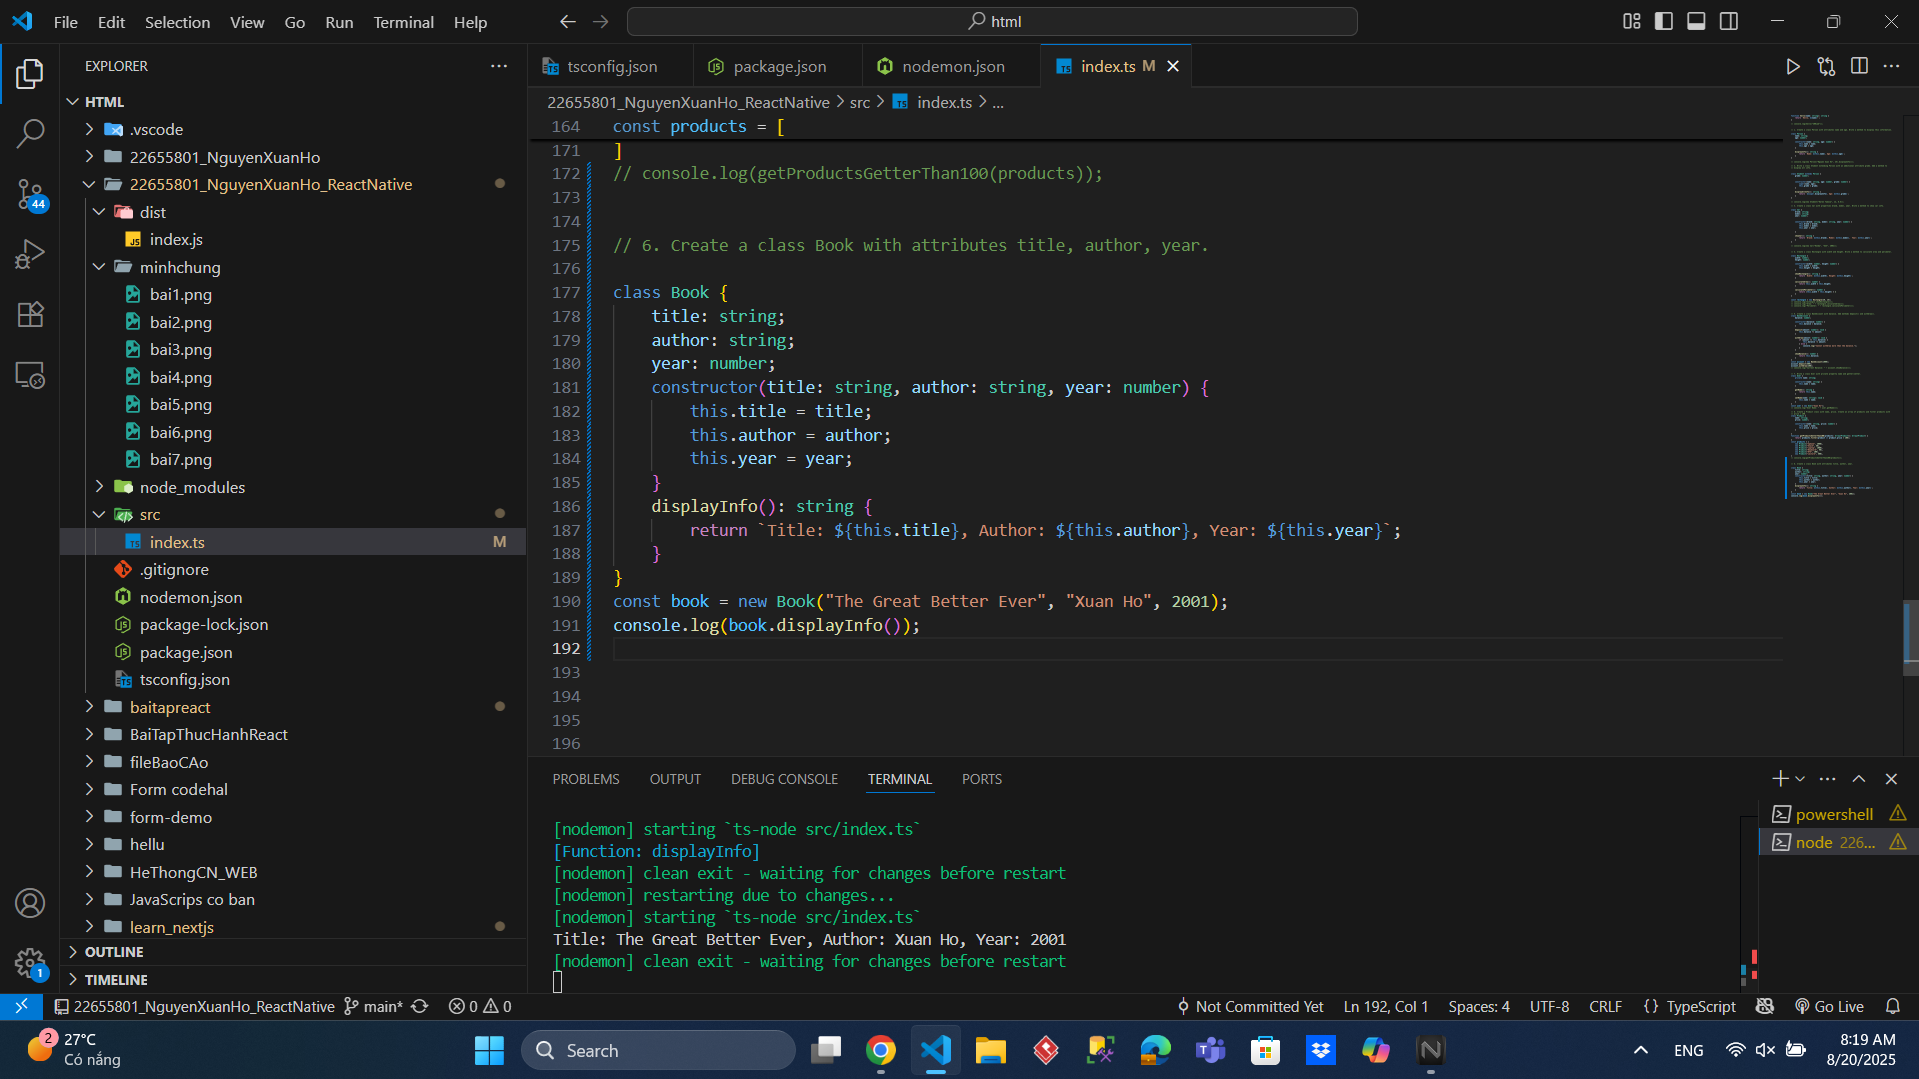 File Edit Selection View Go Run Terminal Help
html
EXPLORER
HTML
.vscode
22655801_NguyenXuanHo
22655801_NguyenXuanHo_ReactNative
dist
index.js
minhchung
bai1.png
bai2.png
bai3.png
bai4.png
bai5.png
bai6.png
bai7.png
node_modules
src
index.ts M
.gitignore
nodemon.json
package-lock.json
package.json
tsconfig.json
baitapreact
BaiTapThucHanhReact
fileBaoCAo
Form codehal
form-demo
hellu
HeThongCN_WEB
JavaScrips co ban
learn_nextjs
OUTLINE
TIMELINE
44
1
tsconfig.json package.json nodemon.json index.ts M
22655801_NguyenXuanHo_ReactNative > src > index.ts > ...
164 const products = [
171 ]
172 // console.log(getProductsGetterThan100(products));
173
174
175 // 6. Create a class Book with attributes title, author, year.
176
177 class Book {
178 title: string;
179 author: string;
180 year: number;
181 constructor(title: string, author: string, year: number) {
182 this.title = title;
183 this.author = author;
184 this.year = year;
185 }
186 displayInfo(): string {
187 return `Title: ${this.title}, Author: ${this.author}, Year: ${this.year}`;
188 }
189 }
190 const book = new Book("The Great Better Ever", "Xuan Ho", 2001);
191 console.log(book.displayInfo());
192
193
194
195
196
PROBLEMS OUTPUT DEBUG CONSOLE TERMINAL PORTS
[nodemon] starting `ts-node src/index.ts`
[Function: displayInfo]
[nodemon] clean exit - waiting for changes before restart
[nodemon] restarting due to changes...
[nodemon] starting `ts-node src/index.ts`
Title: The Great Better Ever, Author: Xuan Ho, Year: 2001
[nodemon] clean exit - waiting for changes before restart
powershell
node 226...
22655801_NguyenXuanHo_ReactNative main* 0 0 Not Committed Yet Ln 192, Col 1 Spaces: 4 UTF-8 CRLF {} TypeScript Go Live
2
27°C
Có nắng
Search
ENG
8:19 AM
8/20/2025